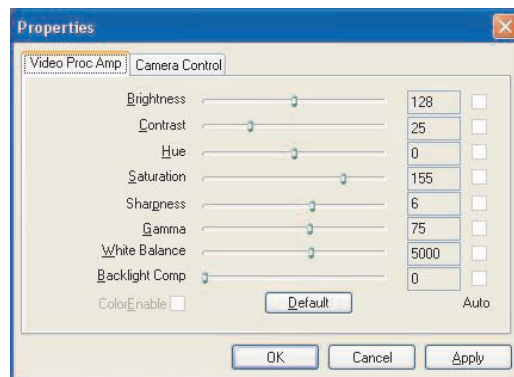 Properties
Video Proc Amp Camera Control
Brightness 128
Contrast 25
Hue 0
Saturation 155
Sharpness 6
Gamma 75
White Balance 5000
Backlight Comp 0
ColorEnable Default Auto
OK Cancel Apply